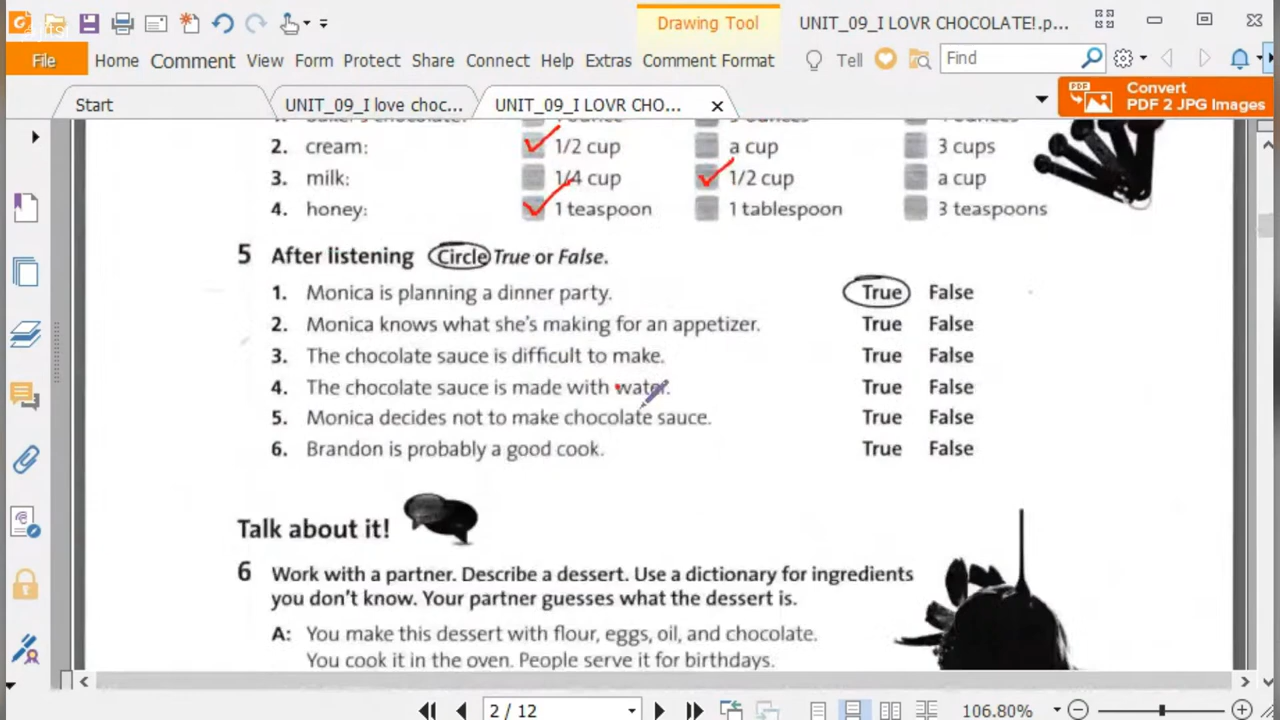 Drawing Tool
UNIT_09_I LOVR CHOCOLATE!.p...
File Home Comment View Form Protect Share Connect Help Extras Comment Format Tell Find
Start UNIT_09_I love choc... UNIT_09_I LOVR CHO...
PDF Convert
PDF 2 JPG Images
2. cream: 1/2 cup a cup 3 cups
3. milk: 1/4 cup 1/2 cup a cup
4. honey: 1 teaspoon 1 tablespoon 3 teaspoons
5 After listening Circle True or False.
1. Monica is planning a dinner party. True False
2. Monica knows what she's making for an appetizer. True False
3. The chocolate sauce is difficult to make. True False
4. The chocolate sauce is made with water. True False
5. Monica decides not to make chocolate sauce. True False
6. Brandon is probably a good cook. True False
Talk about it!
6 Work with a partner. Describe a dessert. Use a dictionary for ingredients
you don't know. Your partner guesses what the dessert is.
A: You make this dessert with flour, eggs, oil, and chocolate.
You cook it in the oven. People serve it for birthdays.
2 / 12 106.80%